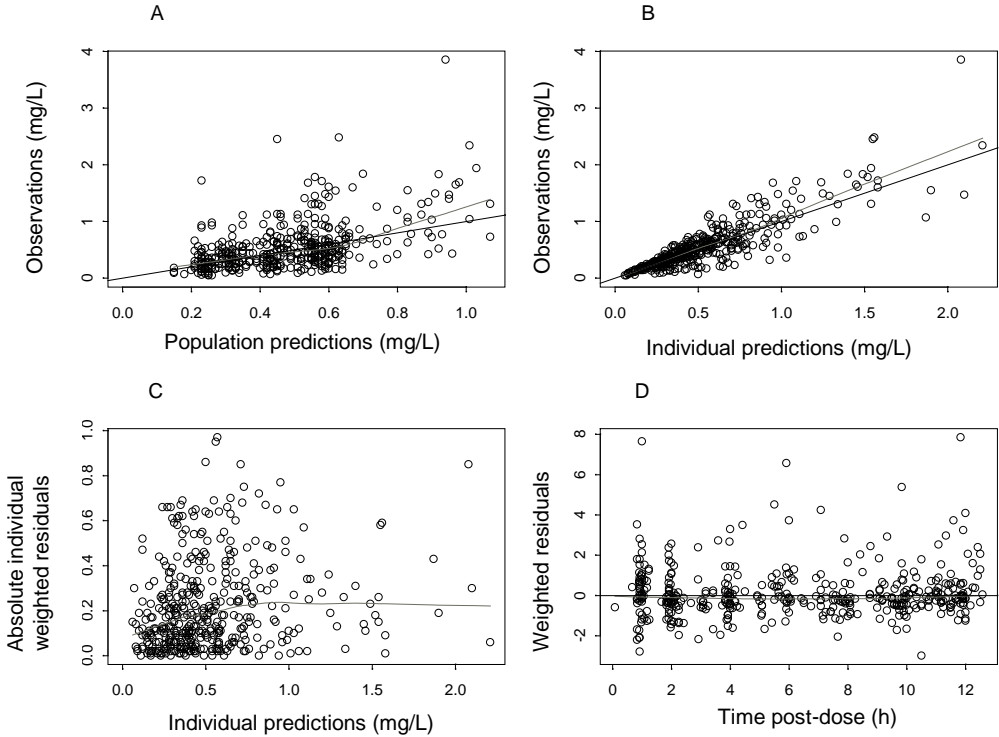 A
B
4
3
2
1
0
Observations (mg/L)
0.0 0.2 0.4 0.6 0.8 1.0
Population predictions (mg/L)
4
3
2
1
0
Observations (mg/L)
0.0 0.5 1.0 1.5 2.0
Individual predictions (mg/L)
C
D
1.0
0.8
0.6
0.4
0.2
0.0
Absolute individual
weighted residuals
0.0 0.5 1.0 1.5 2.0
Individual predictions (mg/L)
8
6
4
2
0
-2
Weighted residuals
0 2 4 6 8 10 12
Time post-dose (h)